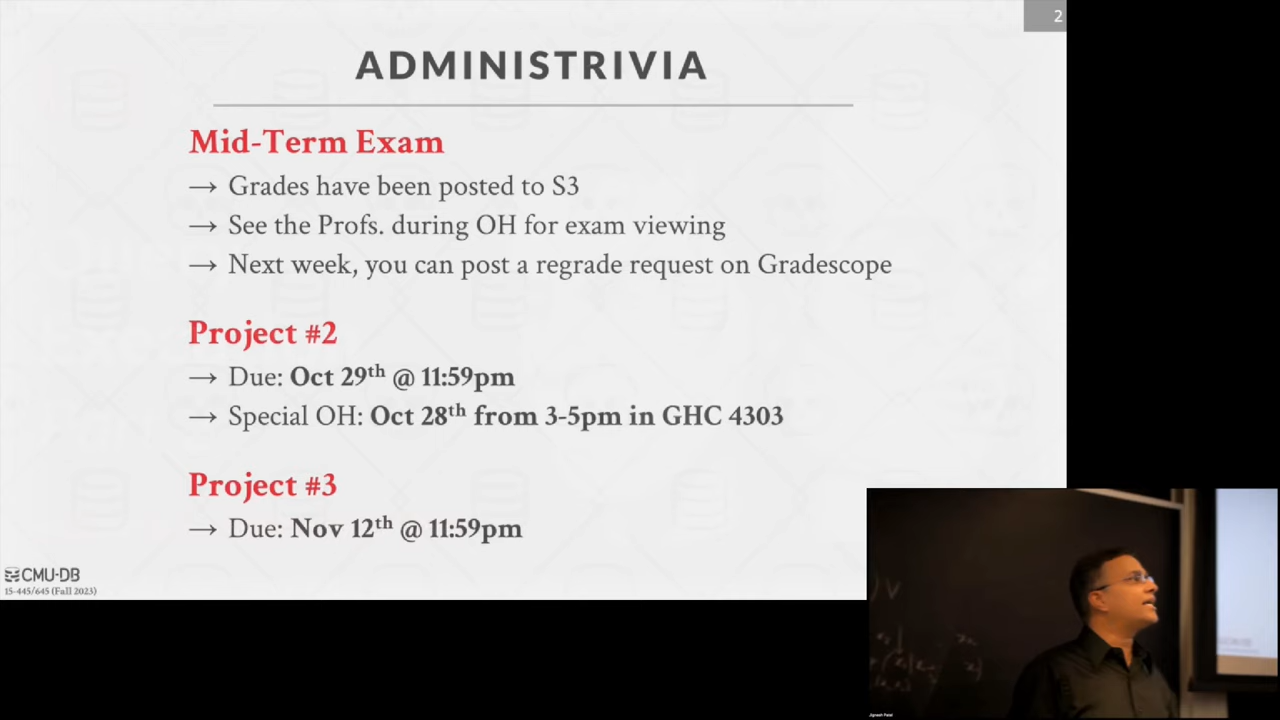 2
ADMINISTRIVIA
Mid-Term Exam
→ Grades have been posted to S3
→ See the Profs. during OH for exam viewing
→ Next week, you can post a regrade request on Gradescope
Project #2
→ Due: Oct 29th @ 11:59pm
→ Special OH: Oct 28th from 3-5pm in GHC 4303
Project #3
→ Due: Nov 12th @ 11:59pm
CMU·DB
15-445/645 (Fall 2023)
Jignesh Patel